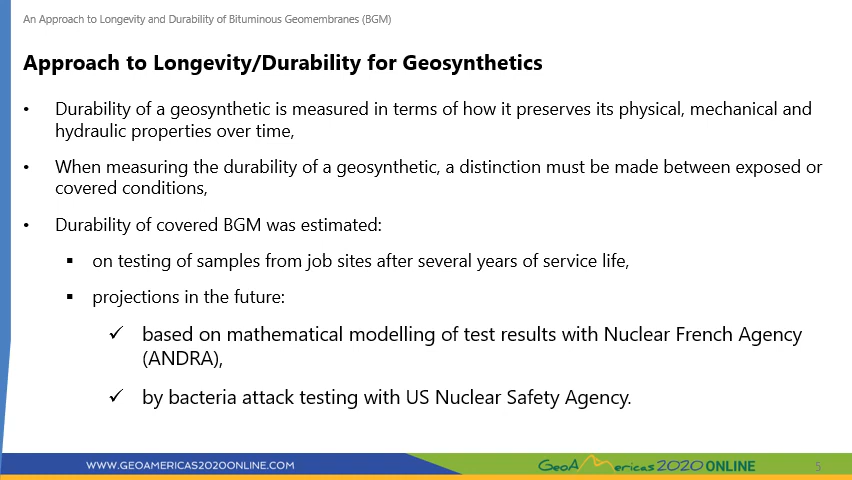 An Approach to Longevity and Durability of Bituminous Geomembranes (BGM)
Approach to Longevity/Durability for Geosynthetics
• Durability of a geosynthetic is measured in terms of how it preserves its physical, mechanical and
hydraulic properties over time,
• When measuring the durability of a geosynthetic, a distinction must be made between exposed or
covered conditions,
• Durability of covered BGM was estimated:
▪ on testing of samples from job sites after several years of service life,
▪ projections in the future:
✓ based on mathematical modelling of test results with Nuclear French Agency
(ANDRA),
✓ by bacteria attack testing with US Nuclear Safety Agency.
WWW.GEOAMERICAS2020ONLINE.COM
GeoAmericas2020 ONLINE
5